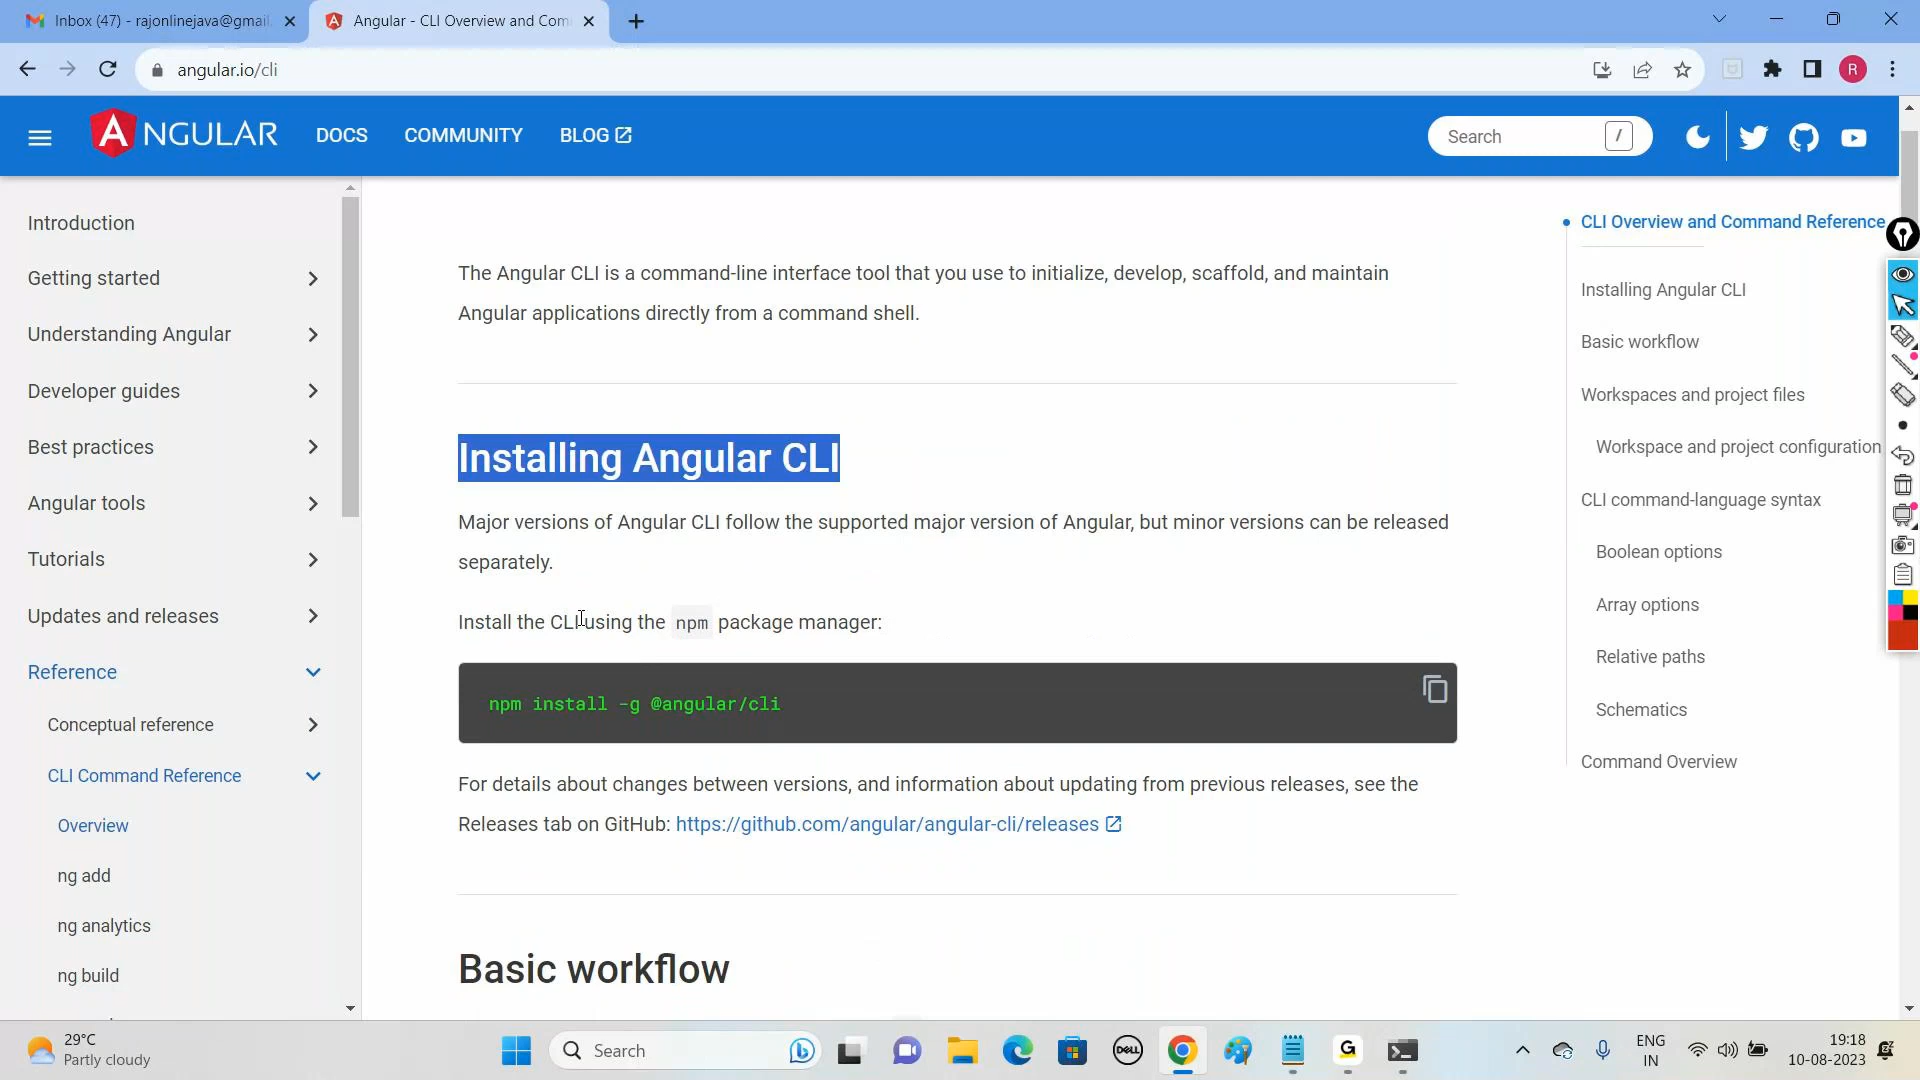 Inbox (47) - rajonlinejava@gmail.
Angular - CLI Overview and Com
angular.io/cli
R
NGULAR
DOCS
COMMUNITY
BLOG
Search
/
Introduction
Getting started
Understanding Angular
Developer guides
Best practices
Angular tools
Tutorials
Updates and releases
Reference
Conceptual reference
CLI Command Reference
Overview
ng add
ng analytics
ng build
The Angular CLI is a command-line interface tool that you use to initialize, develop, scaffold, and maintain
Angular applications directly from a command shell.
Installing Angular CLI
Major versions of Angular CLI follow the supported major version of Angular, but minor versions can be released
separately.
Install the CLI using the npm package manager:
npm install -g @angular/cli
For details about changes between versions, and information about updating from previous releases, see the
Releases tab on GitHub: https://github.com/angular/angular-cli/releases
Basic workflow
CLI Overview and Command Reference
Installing Angular CLI
Basic workflow
Workspaces and project files
Workspace and project configuration
CLI command-language syntax
Boolean options
Array options
Relative paths
Schematics
Command Overview
29°C
Partly cloudy
Search
DELL
G
ENG
IN
19:18
10-08-2023